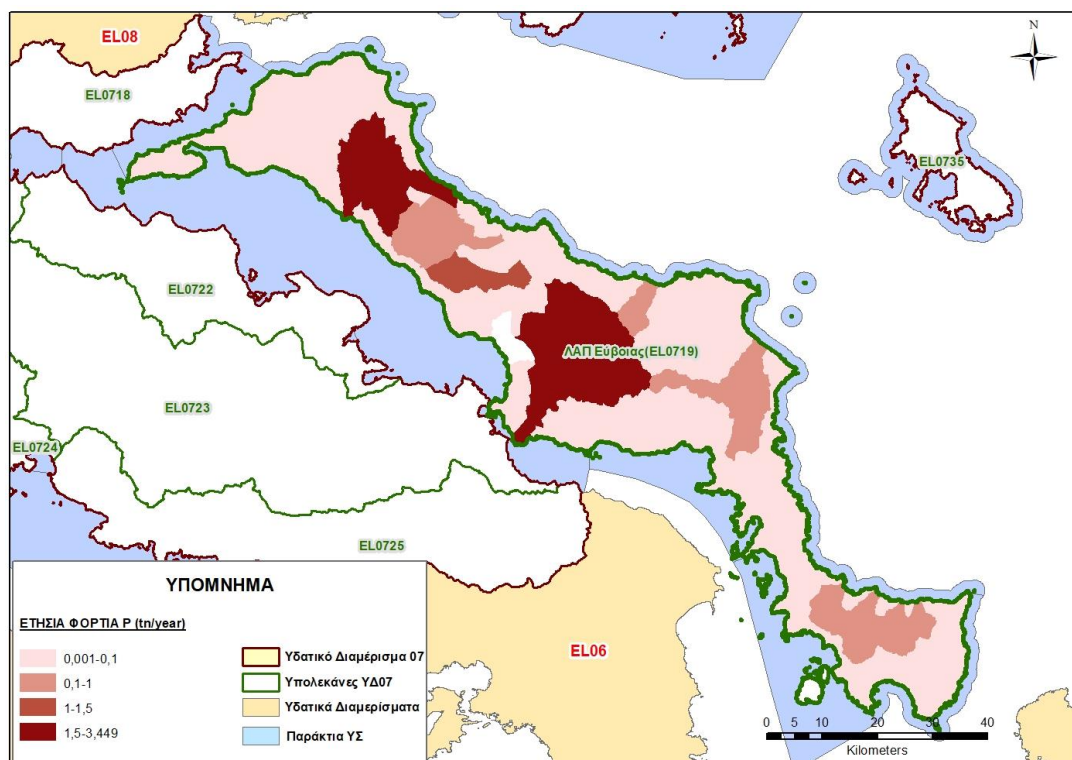 EL08
N
EL0718
EL0735
EL0722
ΛΑΠ Εύβοιας(EL0719)
EL0723
EL0724
EL0725
EL06
ΥΠΟΜΝΗΜΑ
ΕΤΗΣΙΑ ΦΟΡΤΙΑ P (tn/year)
0,001-0,1
0,1-1
1-1,5
1,5-3,449
Υδατικό Διαμέρισμα 07
Υπολεκάνες ΥΔ07
Υδατικά Διαμερίσματα
Παράκτια ΥΣ
0 5 10 20 30 40
Kilometers